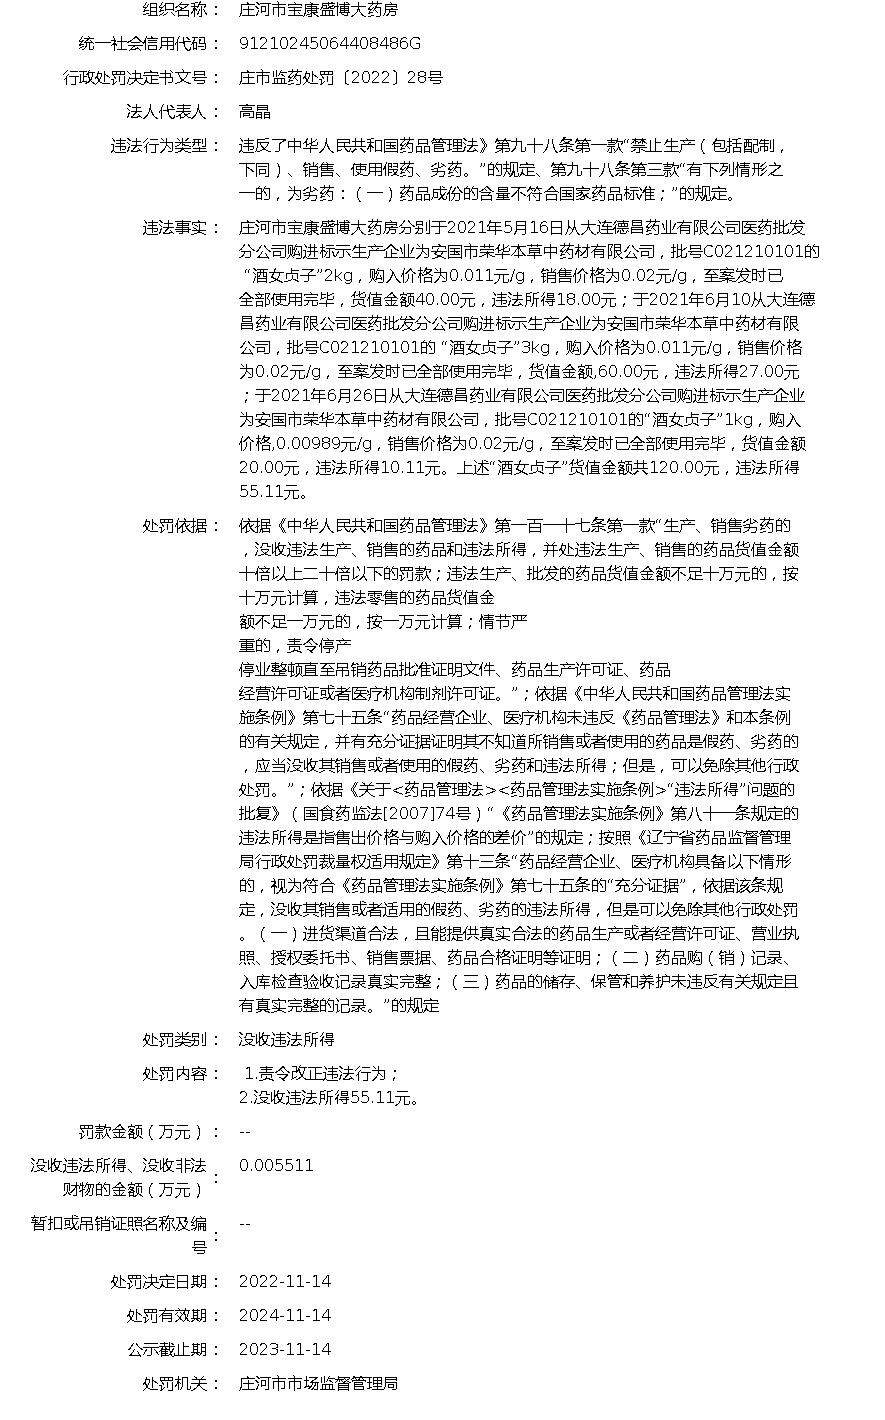 组织名称： 庄河市宝康盛博大药房
统一社会信用代码： 91210245064408486G
行政处罚决定书文号： 庄市监药处罚〔2022〕28号
法人代表人： 高晶
违法行为类型： 违反了中华人民共和国药品管理法》第九十八条第一款“禁止生产（包括配制，
下同）、销售、使用假药、劣药。”的规定、第九十八条第三款“有下列情形之
一的，为劣药：（一）药品成份的含量不符合国家药品标准；”的规定。
违法事实： 庄河市宝康盛博大药房分别于2021年5月16日从大连德昌药业有限公司医药批发
分公司购进标示生产企业为安国市荣华本草中药材有限公司，批号C021210101的
“酒女贞子”2kg，购入价格为0.011元/g，销售价格为0.02元/g，至案发时已
全部使用完毕，货值金额40.00元，违法所得18.00元；于2021年6月10从大连德
昌药业有限公司医药批发分公司购进标示生产企业为安国市荣华本草中药材有限
公司，批号C021210101的 “酒女贞子”3kg，购入价格为0.011元/g，销售价格
为0.02元/g，至案发时已全部使用完毕，货值金额,60.00元，违法所得27.00元
；于2021年6月26日从大连德昌药业有限公司医药批发分公司购进标示生产企业
为安国市荣华本草中药材有限公司，批号C021210101的“酒女贞子”1kg，购入
价格,0.00989元/g，销售价格为0.02元/g，至案发时已全部使用完毕，货值金额
20.00元，违法所得10.11元。上述“酒女贞子”货值金额共120.00元，违法所得
55.11元。
处罚依据： 依据《中华人民共和国药品管理法》第一百一十七条第一款“生产、销售劣药的
，没收违法生产、销售的药品和违法所得，并处违法生产、销售的药品货值金额
十倍以上二十倍以下的罚款；违法生产、批发的药品货值金额不足十万元的，按
十万元计算，违法零售的药品货值金
额不足一万元的，按一万元计算；情节严
重的，责令停产
停业整顿直至吊销药品批准证明文件、药品生产许可证、药品
经营许可证或者医疗机构制剂许可证。”；依据《中华人民共和国药品管理法实
施条例》第七十五条“药品经营企业、医疗机构未违反《药品管理法》和本条例
的有关规定，并有充分证据证明其不知道所销售或者使用的药品是假药、劣药的
，应当没收其销售或者使用的假药、劣药和违法所得；但是，可以免除其他行政
处罚。”；依据《关于<药品管理法><药品管理法实施条例>“违法所得”问题的
批复》（国食药监法[2007]74号）“《药品管理法实施条例》第八十一条规定的
违法所得是指售出价格与购入价格的差价”的规定；按照《辽宁省药品监督管理
局行政处罚裁量权适用规定》第十三条“药品经营企业、医疗机构具备以下情形
的，视为符合《药品管理法实施条例》第七十五条的“充分证据”，依据该条规
定，没收其销售或者适用的假药、劣药的违法所得，但是可以免除其他行政处罚
。（一）进货渠道合法，且能提供真实合法的药品生产或者经营许可证、营业执
照、授权委托书、销售票据、药品合格证明等证明；（二）药品购（销）记录、
入库检查验收记录真实完整；（三）药品的储存、保管和养护未违反有关规定且
有真实完整的记录。”的规定
处罚类别： 没收违法所得
处罚内容： 1.责令改正违法行为；
2.没收违法所得55.11元。
罚款金额（万元）： --
没收违法所得、没收非法
财物的金额（万元）： 0.005511
暂扣或吊销证照名称及编
号： --
处罚决定日期： 2022-11-14
处罚有效期： 2024-11-14
公示截止期： 2023-11-14
处罚机关： 庄河市市场监督管理局